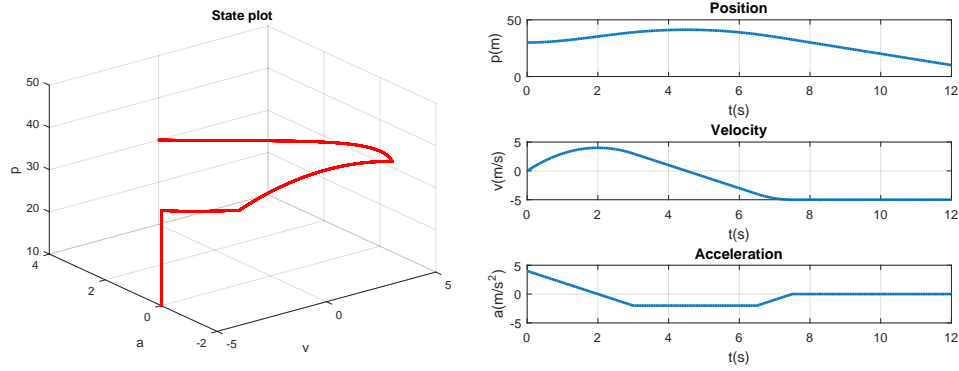 State plot
50
40
30
20
10
p
4
2
0
-2
a
-5
0
5
v
Position
50
0
p(m)
0 2 4 6 8 10 12
t(s)
Velocity
5
0
-5
v(m/s)
0 2 4 6 8 10 12
t(s)
Acceleration
5
0
-5
a(m/s²)
0 2 4 6 8 10 12
t(s)